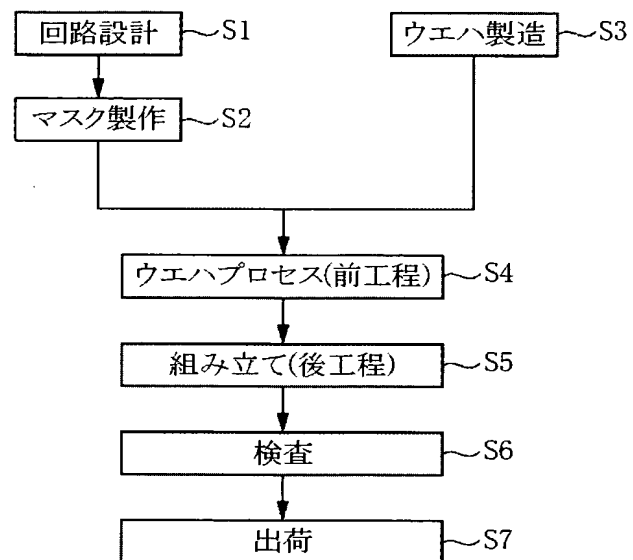 回路設計 S1
ウエハ製造 S3
マスク製作 S2
ウエハプロセス(前工程) S4
組み立て(後工程) S5
検査 S6
出荷 S7